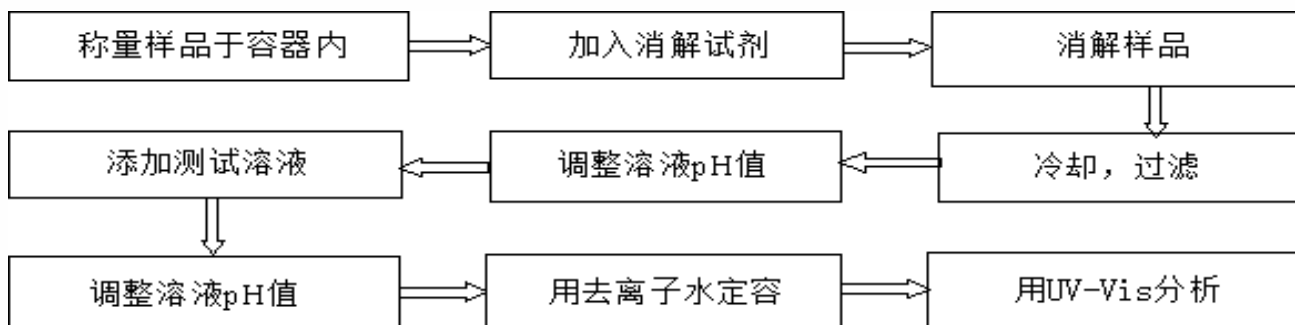 称量样品于容器内
加入消解试剂
消解样品
冷却，过滤
调整溶液pH值
添加测试溶液
调整溶液pH值
用去离子水定容
用UV-Vis分析